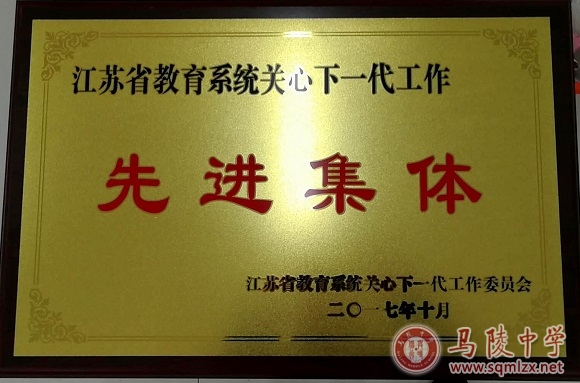 江苏省教育系统关心下一代工作
先进集体
江苏省教育系统关心下一代工作委员会
二〇一七年十月
马陵中学
www.sqmlzx.net